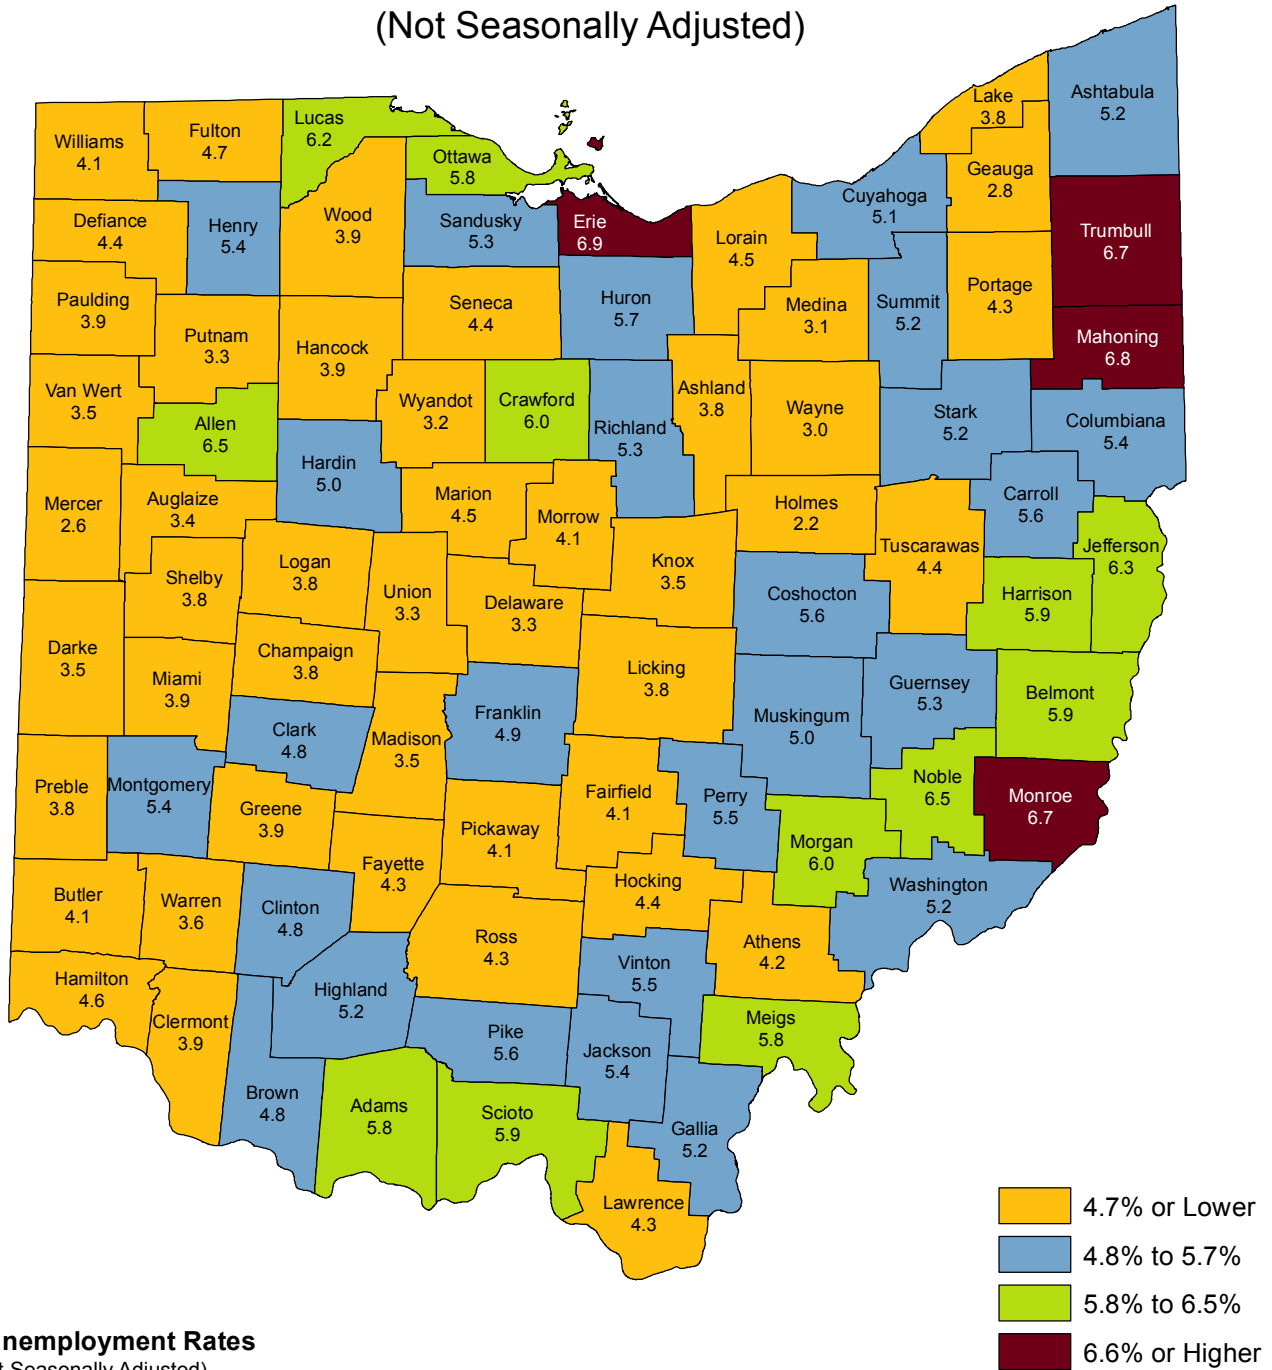 (Not Seasonally Adjusted)
Williams
4.1
Fulton
4.7
Lucas
6.2
Ottawa
5.8
Lake
3.8
Ashtabula
5.2
Geauga
2.8
Cuyahoga
5.1
Defiance
4.4
Henry
5.4
Wood
3.9
Sandusky
5.3
Erie
6.9
Lorain
4.5
Trumbull
6.7
Paulding
3.9
Putnam
3.3
Hancock
3.9
Seneca
4.4
Huron
5.7
Medina
3.1
Summit
5.2
Portage
4.3
Mahoning
6.8
Van Wert
3.5
Allen
6.5
Wyandot
3.2
Crawford
6.0
Richland
5.3
Ashland
3.8
Wayne
3.0
Stark
5.2
Columbiana
5.4
Hardin
5.0
Mercer
2.6
Auglaize
3.4
Marion
4.5
Morrow
4.1
Holmes
2.2
Carroll
5.6
Tuscarawas
4.4
Jefferson
6.3
Shelby
3.8
Logan
3.8
Union
3.3
Delaware
3.3
Knox
3.5
Coshocton
5.6
Harrison
5.9
Darke
3.5
Miami
3.9
Champaign
3.8
Licking
3.8
Guernsey
5.3
Belmont
5.9
Clark
4.8
Madison
3.5
Franklin
4.9
Muskingum
5.0
Preble
3.8
Montgomery
5.4
Greene
3.9
Fairfield
4.1
Perry
5.5
Noble
6.5
Monroe
6.7
Pickaway
4.1
Morgan
6.0
Fayette
4.3
Hocking
4.4
Washington
5.2
Butler
4.1
Warren
3.6
Clinton
4.8
Ross
4.3
Athens
4.2
Hamilton
4.6
Clermont
3.9
Highland
5.2
Vinton
5.5
Pike
5.6
Jackson
5.4
Meigs
5.8
Brown
4.8
Adams
5.8
Scioto
5.9
Gallia
5.2
Lawrence
4.3
4.7% or Lower
4.8% to 5.7%
5.8% to 6.5%
6.6% or Higher
nemployment Rates
t Seasonally Adjusted)